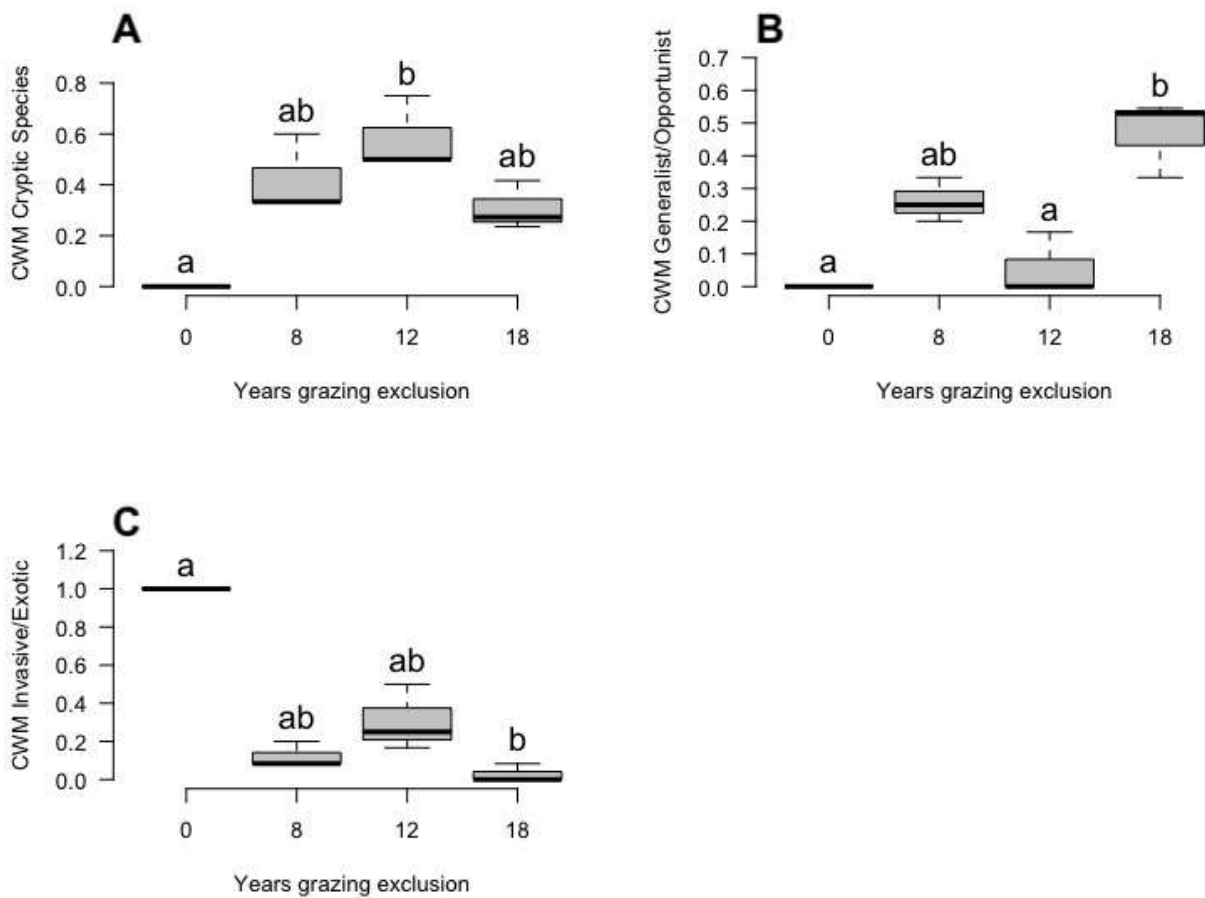 A
CWM Cryptic Species
0.8
0.6
0.4
0.2
0.0
a
ab
b
ab
0 8 12 18
Years grazing exclusion
B
CWM Generalist/Opportunist
0.7
0.6
0.5
0.4
0.3
0.2
0.1
0.0
a
ab
a
b
0 8 12 18
Years grazing exclusion
C
CWM Invasive/Exotic
1.2
1.0
0.8
0.6
0.4
0.2
0.0
a
ab
ab
b
0 8 12 18
Years grazing exclusion